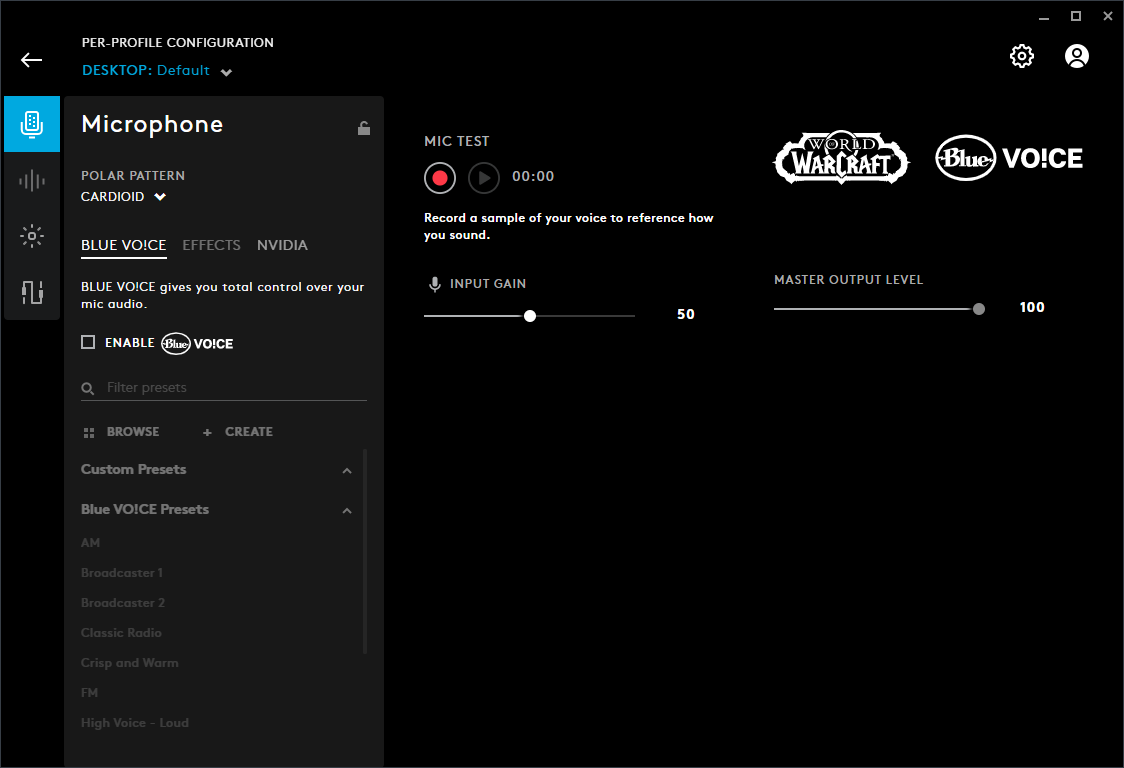 PER-PROFILE CONFIGURATION
DESKTOP: Default
Microphone
POLAR PATTERN
CARDIOID
BLUE VO!CE EFFECTS NVIDIA
BLUE VO!CE gives you total control over your
mic audio.
ENABLE Blue VO!CE
Filter presets
BROWSE + CREATE
Custom Presets
Blue VO!CE Presets
AM
Broadcaster 1
Broadcaster 2
Classic Radio
Crisp and Warm
FM
High Voice - Loud
MIC TEST
00:00
Record a sample of your voice to reference how
you sound.
INPUT GAIN
50
WORLD
WARCRAFT
Blue VO!CE
MASTER OUTPUT LEVEL
100